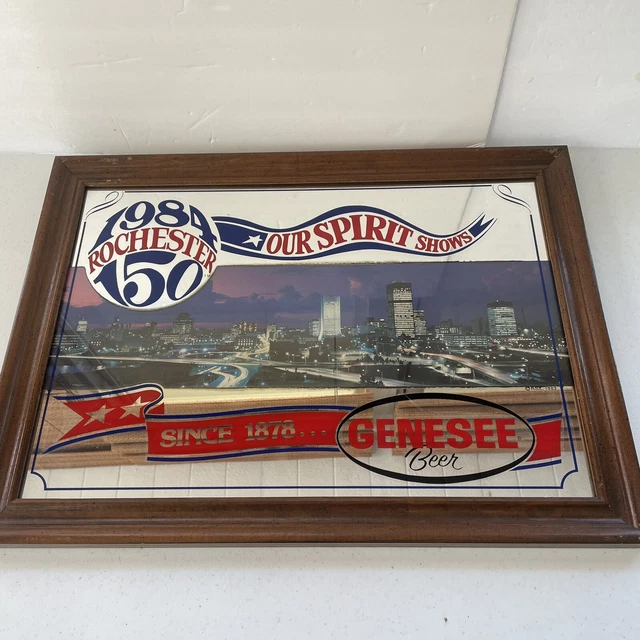 1984
ROCHESTER
150
OUR SPIRIT SHOWS
SINCE 1878...
GENESEE
Beer